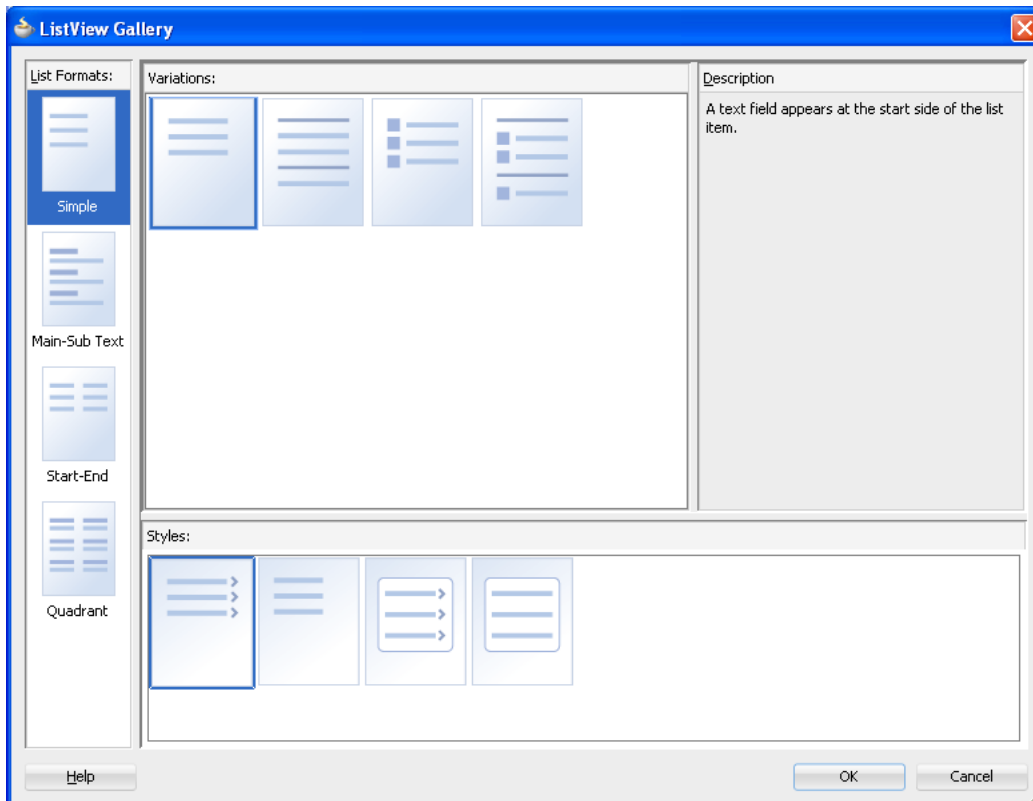 ListView Gallery
List Formats:
Simple
Main-Sub Text
Start-End
Quadrant
Variations:
Description
A text field appears at the start side of the list
item.
Styles:
Help
OK
Cancel